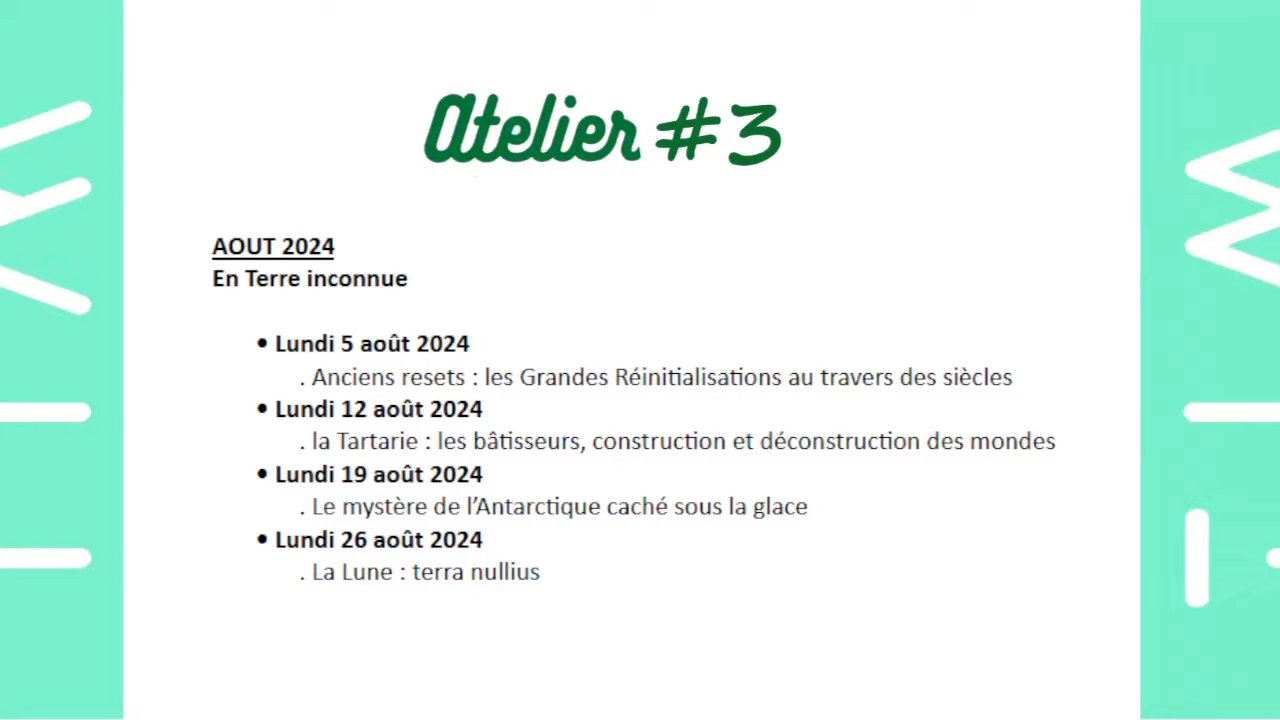 Atelier #3
AOUT 2024
En Terre inconnue
• Lundi 5 août 2024
. Anciens resets : les Grandes Réinitialisations au travers des siècles
• Lundi 12 août 2024
. la Tartarie : les bâtisseurs, construction et déconstruction des mondes
• Lundi 19 août 2024
. Le mystère de l’Antarctique caché sous la glace
• Lundi 26 août 2024
. La Lune : terra nullius